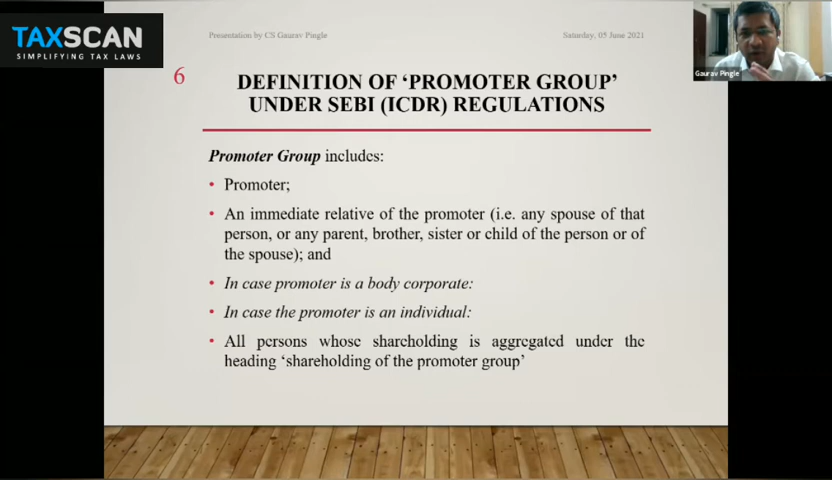 TAXSCAN
SIMPLIFYING TAX LAWS
Presentation by CS Gaurav Pingle
Saturday, 05 June 2021
Gaurav Pingle
6
DEFINITION OF ‘PROMOTER GROUP’
UNDER SEBI (ICDR) REGULATIONS
Promoter Group includes:
• Promoter;
• An immediate relative of the promoter (i.e. any spouse of that
person, or any parent, brother, sister or child of the person or of
the spouse); and
• In case promoter is a body corporate:
• In case the promoter is an individual:
• All persons whose shareholding is aggregated under the
heading ‘shareholding of the promoter group’